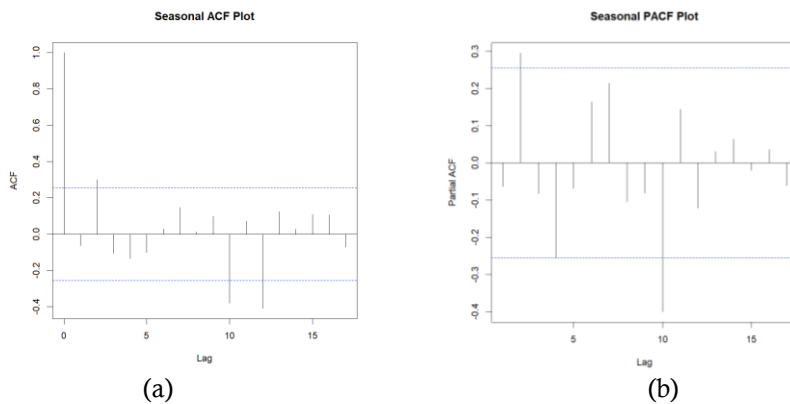 Seasonal ACF Plot
ACF
1.0
0.8
0.6
0.4
0.2
0.0
-0.2
-0.4
0 5 10 15
Lag
(a)
Seasonal PACF Plot
Partial ACF
0.3
0.2
0.1
0.0
-0.1
-0.2
-0.3
-0.4
5 10 15
Lag
(b)